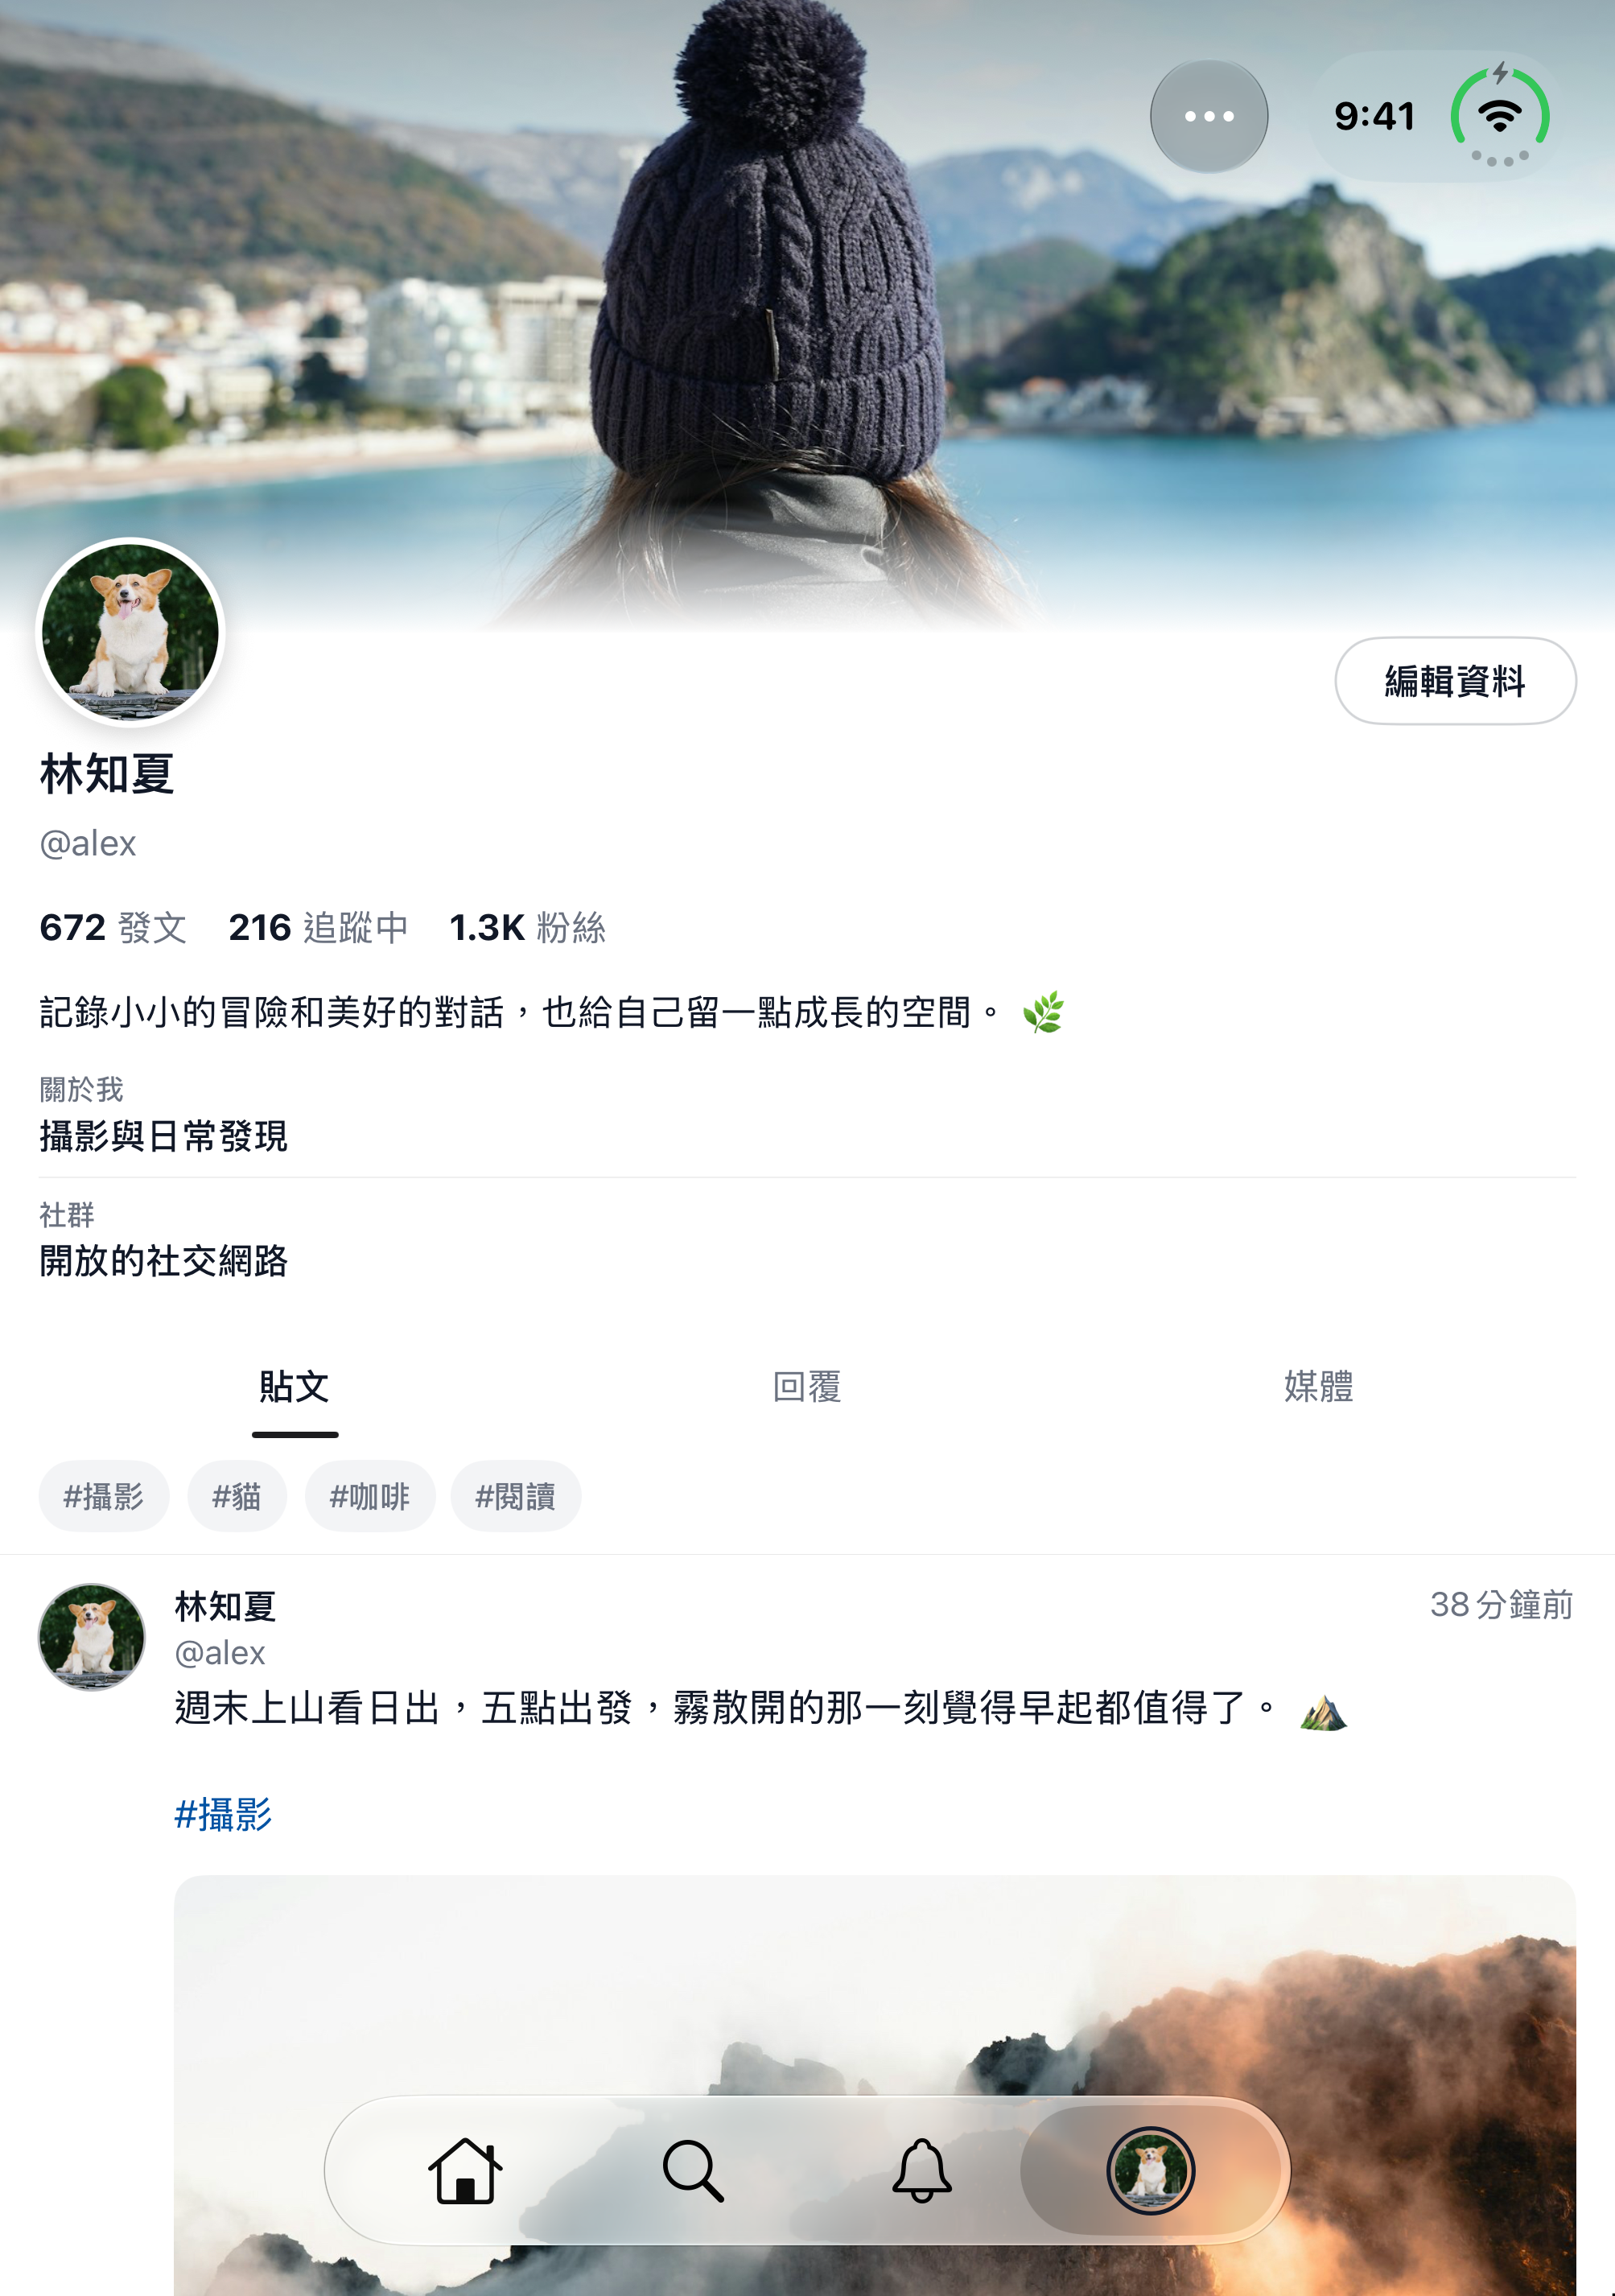 9:41
編輯資料
林知夏
@alex
672 發文 216 追蹤中 1.3K 粉絲
記錄小小的冒險和美好的對話，也給自己留一點成長的空間。🌿
關於我
攝影與日常發現
社群
開放的社交網路
貼文 回覆 媒體
#攝影 #貓 #咖啡 #閱讀
林知夏 38 分鐘前
@alex
週末上山看日出，五點出發，霧散開的那一刻覺得早起都值得了。⛰️
#攝影